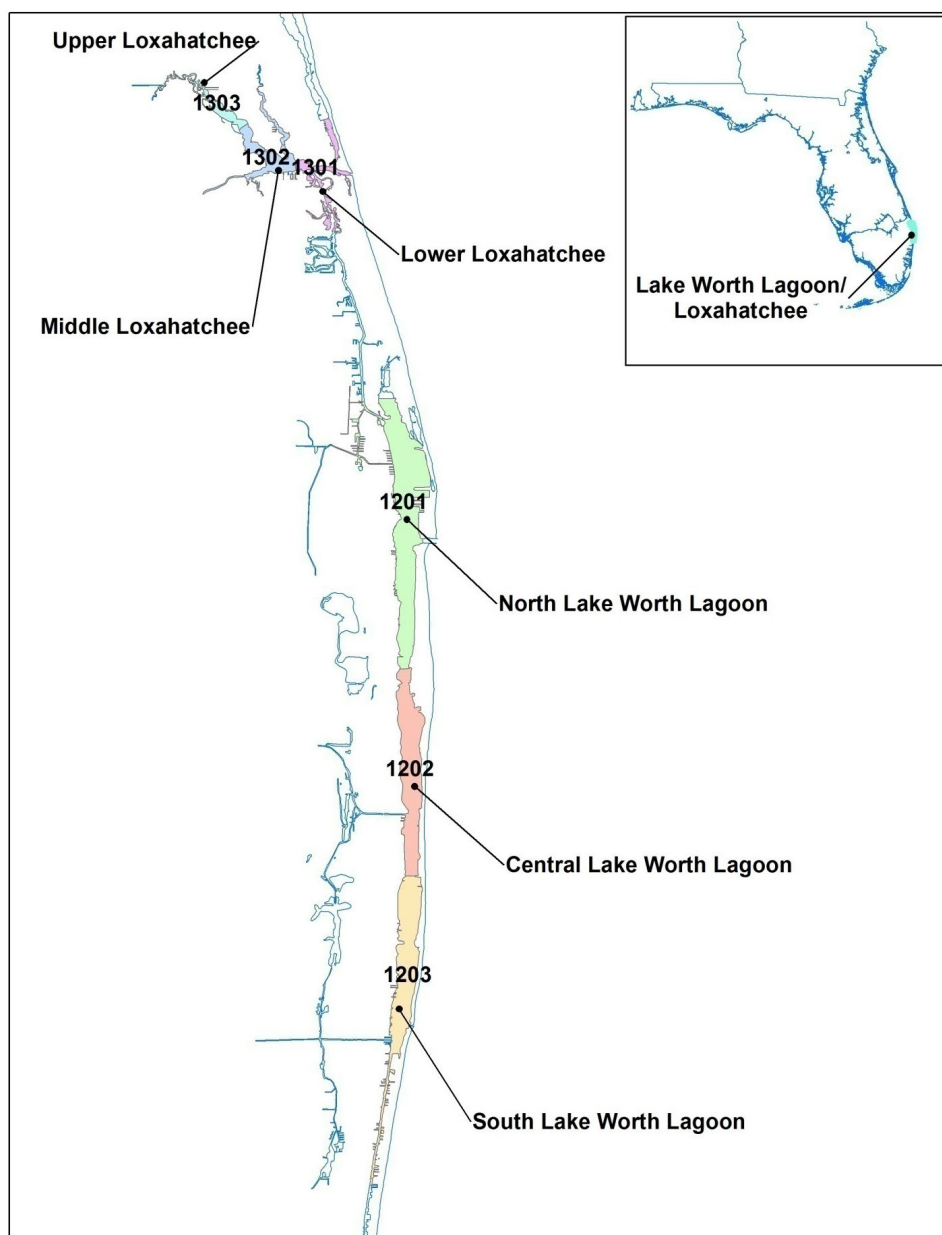 Upper Loxahatchee
1303
1302
1301
Lower Loxahatchee
Middle Loxahatchee
Lake Worth Lagoon/
Loxahatchee
1201
North Lake Worth Lagoon
1202
Central Lake Worth Lagoon
1203
South Lake Worth Lagoon